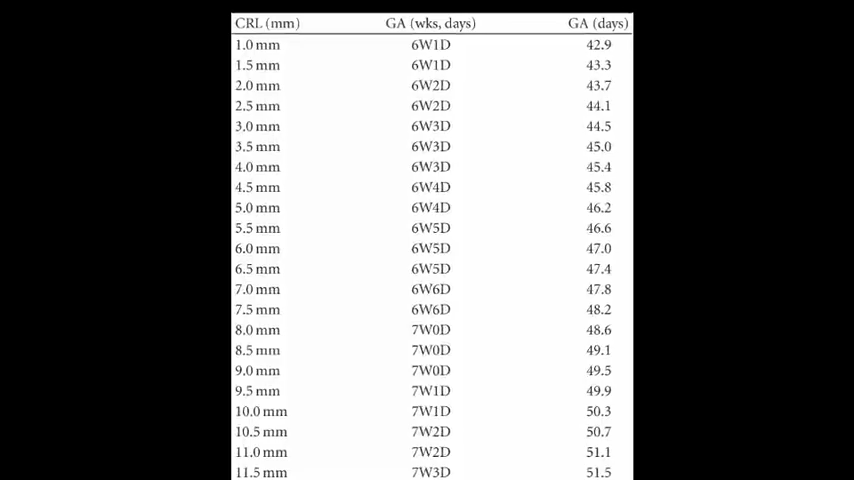 CRL (mm) GA (wks, days) GA (days)
1.0 mm 6W1D 42.9
1.5 mm 6W1D 43.3
2.0 mm 6W2D 43.7
2.5 mm 6W2D 44.1
3.0 mm 6W3D 44.5
3.5 mm 6W3D 45.0
4.0 mm 6W3D 45.4
4.5 mm 6W4D 45.8
5.0 mm 6W4D 46.2
5.5 mm 6W5D 46.6
6.0 mm 6W5D 47.0
6.5 mm 6W5D 47.4
7.0 mm 6W6D 47.8
7.5 mm 6W6D 48.2
8.0 mm 7W0D 48.6
8.5 mm 7W0D 49.1
9.0 mm 7W0D 49.5
9.5 mm 7W1D 49.9
10.0 mm 7W1D 50.3
10.5 mm 7W2D 50.7
11.0 mm 7W2D 51.1
11.5 mm 7W3D 51.5